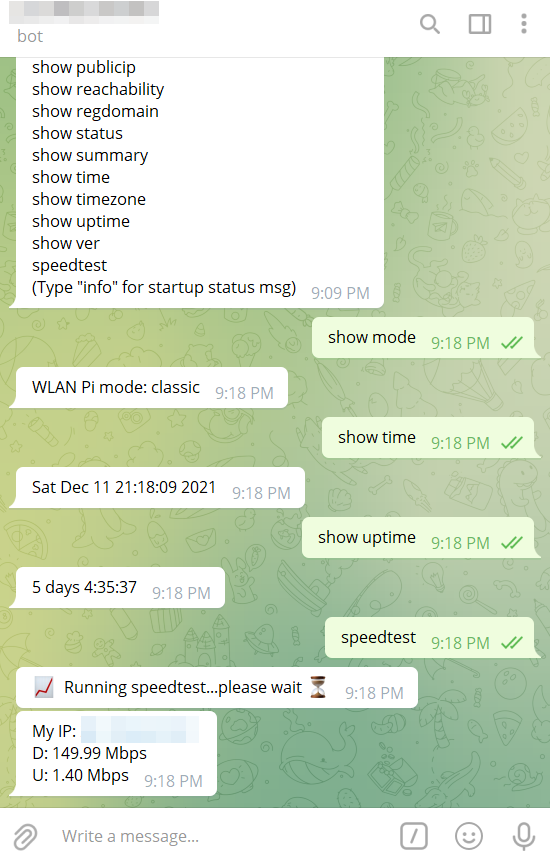 bot
show publicip
show reachability
show regdomain
show status
show summary
show time
show timezone
show uptime
show ver
speedtest
(Type "info" for startup status msg) 9:09 PM
show mode 9:18 PM
WLAN Pi mode: classic 9:18 PM
show time 9:18 PM
Sat Dec 11 21:18:09 2021 9:18 PM
show uptime 9:18 PM
5 days 4:35:37 9:18 PM
speedtest 9:18 PM
Running speedtest...please wait 9:18 PM
My IP:
D: 149.99 Mbps
U: 1.40 Mbps 9:18 PM
Write a message...